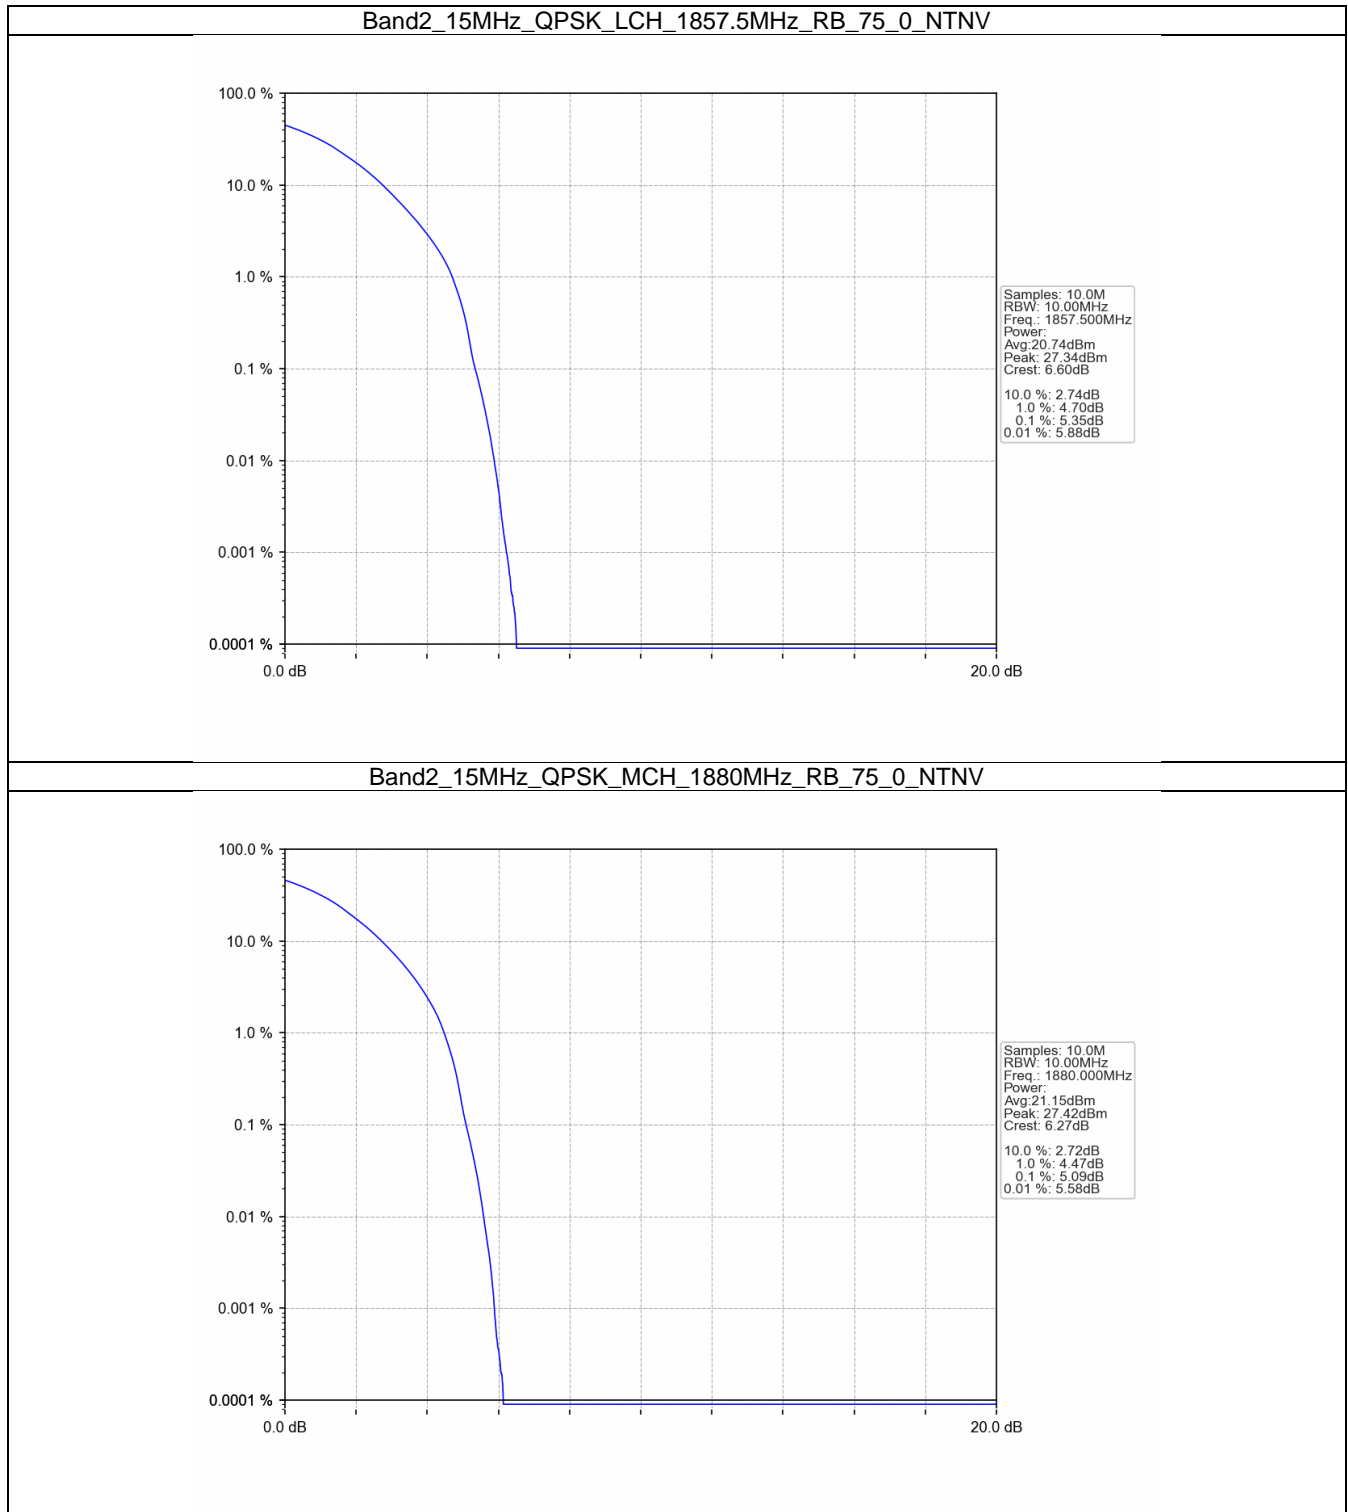 Band2_15MHz_QPSK_LCH_1857.5MHz_RB_75_0_NTNV
100.0 %
10.0 %
1.0 %
0.1 %
0.01 %
0.001 %
0.0001 %
0.0 dB
20.0 dB
Samples: 10.0M
RBW: 10.00MHz
Freq.: 1857.500MHz
Power:
Avg:20.74dBm
Peak: 27.34dBm
Crest: 6.60dB
10.0 %: 2.74dB
1.0 %: 4.70dB
0.1 %: 5.35dB
0.01 %: 5.88dB
Band2_15MHz_QPSK_MCH_1880MHz_RB_75_0_NTNV
100.0 %
10.0 %
1.0 %
0.1 %
0.01 %
0.001 %
0.0001 %
0.0 dB
20.0 dB
Samples: 10.0M
RBW: 10.00MHz
Freq.: 1880.000MHz
Power:
Avg:21.15dBm
Peak: 27.42dBm
Crest: 6.27dB
10.0 %: 2.72dB
1.0 %: 4.47dB
0.1 %: 5.09dB
0.01 %: 5.58dB